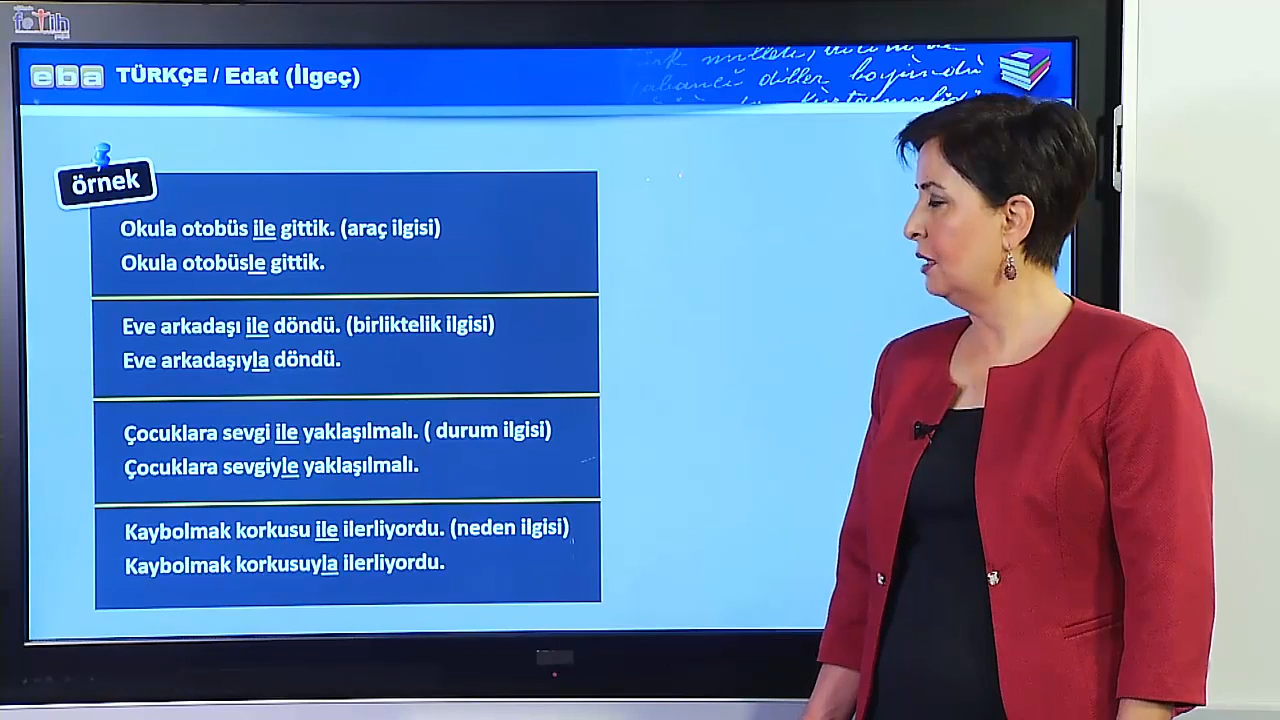 fatih
eba TÜRKÇE / Edat (İlgeç)
diller
örnek
Okula otobüs ile gittik. (araç ilgisi)
Okula otobüsle gittik.
Eve arkadaşı ile döndü. (birliktelik ilgisi)
Eve arkadaşıyla döndü.
Çocuklara sevgi ile yaklaşılmalı. ( durum ilgisi)
Çocuklara sevgiyle yaklaşılmalı.
Kaybolmak korkusu ile ilerliyordu. (neden ilgisi)
Kaybolmak korkusuyla ilerliyordu.